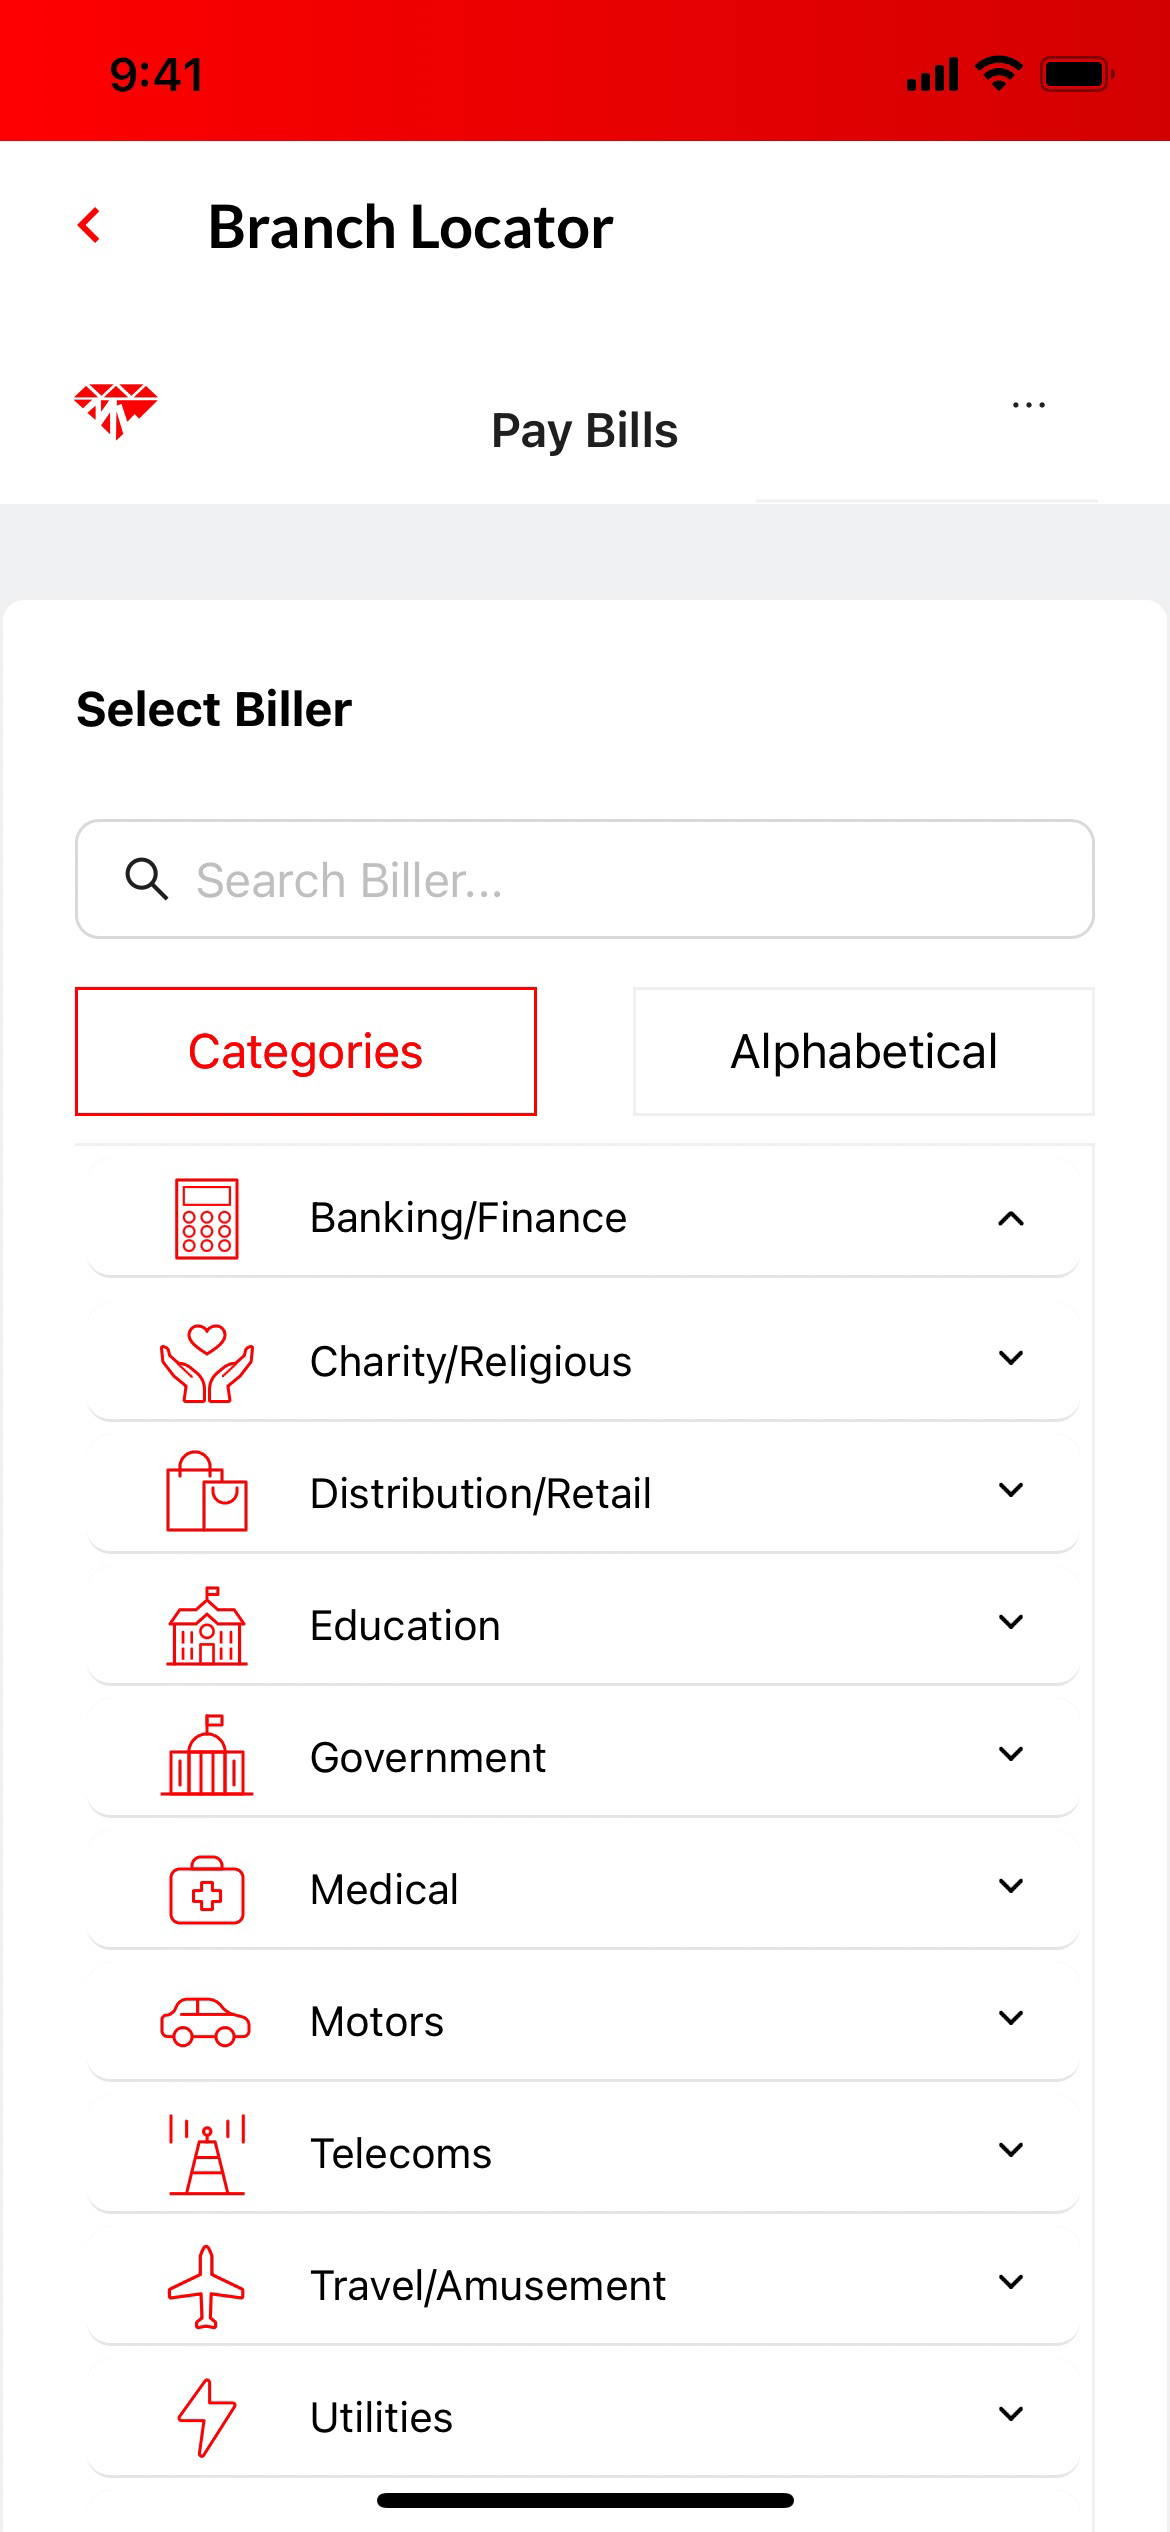 9:41
Branch Locator
Pay Bills
...
Select Biller
Search Biller...
Categories
Alphabetical
Banking/Finance
Charity/Religious
Distribution/Retail
Education
Government
Medical
Motors
Telecoms
Travel/Amusement
Utilities